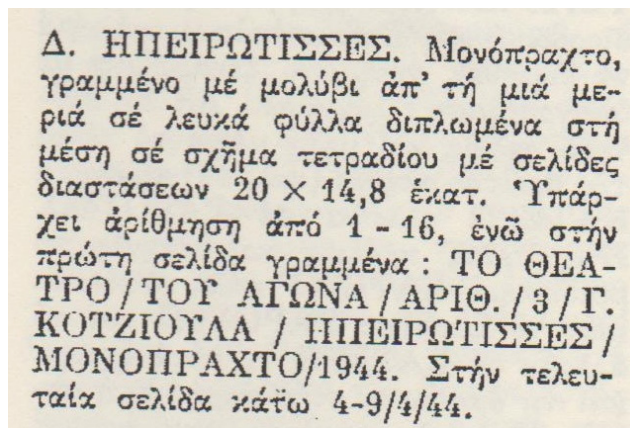 Δ. ΗΠΕΙΡΩΤΙΣΣΕΣ. Μονόπραχτο,
γραμμένο μέ μολύβι ἀπ' τή μιά με-
ριά σέ λευκά φύλλα διπλωμένα στή
μέση σέ σχῆμα τετραδίου μέ σελίδες
διαστάσεων 20 × 14,8 ἑκατ. Ὑπάρ-
χει ἀρίθμηση ἀπό 1 - 16, ἐνῶ στήν
πρώτη σελίδα γραμμένα : ΤΟ ΘΕΑ-
ΤΡΟ / ΤΟΥ ΑΓΩΝΑ / ΑΡΙΘ. / 3 / Γ.
ΚΟΤΖΙΟΥΛΑ / ΗΠΕΙΡΩΤΙΣΣΕΣ /
ΜΟΝΟΠΡΑΧΤΟ/1944. Στήν τελευ-
ταία σελίδα κάτω 4-9/4/44.